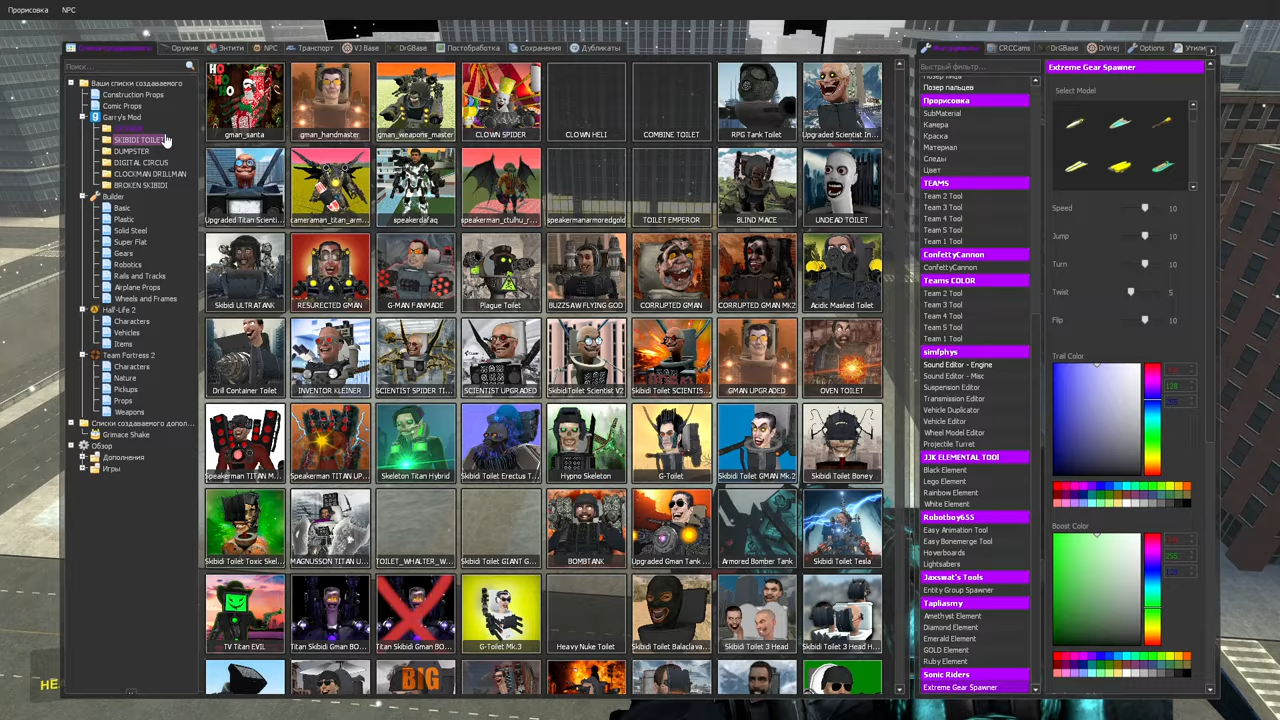 Прорисовка NPC
Оружие Энтити NPC Транспорт VJ Base DrGBase Постобработка Сохранения Дубликаты
CRCCams DrGBase DrVrej Options Утили
Поиск...
Быстрый фильтр...
Ваши списки создаваемого
Construction Props
Comic Props
Garry's Mod
SKIBIDI TOILET
DUMPSTER
DIGITAL CIRCUS
CLOCKMAN DRILLMAN
BROKEN SKIBIDI
Builder
Basic
Plastic
Solid Steel
Super Flat
Gears
Robotics
Rails and Tracks
Airplane Props
Wheels and Frames
Half-Life 2
Characters
Vehicles
Items
Team Fortress 2
Characters
Nature
Pickups
Props
Weapons
Списки создаваемого допол...
Grimace Shake
Обзор
Дополнения
Игры
HO HO HO
gman_santa gman_handmaster gman_weapons_master CLOWN SPIDER CLOWN HELI COMBINE TOILET RPG Tank Toilet Upgraded Scientist In...
Upgraded Titan Scienti... cameraman_titan_arm... speakerdafaq speakerman_ctulhu_r... speakermanarmoredgold TOILET EMPEROR BLIND MACE UNDEAD TOILET
Skibidi ULTRATANK RESURECTED GMAN G-MAN FANMADE Plague Toilet BUZZSAW FLYING GOD CORRUPTED GMAN CORRUPTED GMAN MK2 Acidic Masked Toilet
Drill Container Toilet INVENTOR KLEINER SCIENTIST SPIDER TI... SCIENTIST UPGRADED Skibidi Toilet Scientist V2 Skibidi Toilet SCIENTIS... GMAN UPGRADED OVEN TOILET
Speakerman TITAN M... Speakerman TITAN UP... Skeleton Titan Hybrid Skibidi Toilet Erectus T... Hypno Skeleton G-Toilet Skibidi Toilet GMan Mk.2 Skibidi Toilet Boney
Skibidi Toilet Toxic Skel... MAGNUSSON TITAN U... TOILET_WHALTER_W... Skibidi Toilet GIANT G... BOMBTANK Upgraded Gman Tank ... Armored Bomber Tank Skibidi Toilet Tesla
TV Titan EVIL Titan Skibidi Gman BO... Titan Skibidi Gman BO... G-Toilet Mk.3 Heavy Nuke Toilet Skibidi Toilet Balaclava... Skibidi Toilet 3 Head Skibidi Toilet 3 Head H...
BIG
НЕ
Позер лица
Позер пальцев
Прорисовка
SubMaterial
Камера
Краска
Материал
Следы
Цвет
TEAMS
Team 2 Tool
Team 3 Tool
Team 4 Tool
Team 5 Tool
Team 1 Tool
ConfettyCannon
ConfettyCannon
Teams COLOR
Team 2 Tool
Team 3 Tool
Team 4 Tool
Team 5 Tool
Team 1 Tool
simfphys
Sound Editor - Engine
Sound Editor - Misc
Suspension Editor
Transmission Editor
Vehicle Duplicator
Vehicle Editor
Wheel Model Editor
Projectile Turret
JJK ELEMENTAL TOOl
Black Element
Lego Element
Rainbow Element
White Element
Robotboy655
Easy Animation Tool
Easy Bonemerge Tool
Hoverboards
Lightsabers
Jaxswat's Tools
Entity Group Spawner
Tapliasmy
Amethyst Element
Diamond Element
Emerald Element
GOLD Element
Ruby Element
Sonic Riders
Extreme Gear Spawner
Extreme Gear Spawner
Select Model
Speed 10
Jump 10
Turn 10
Twist 5
Flip 10
Trail Color
128
255
Boost Color
255